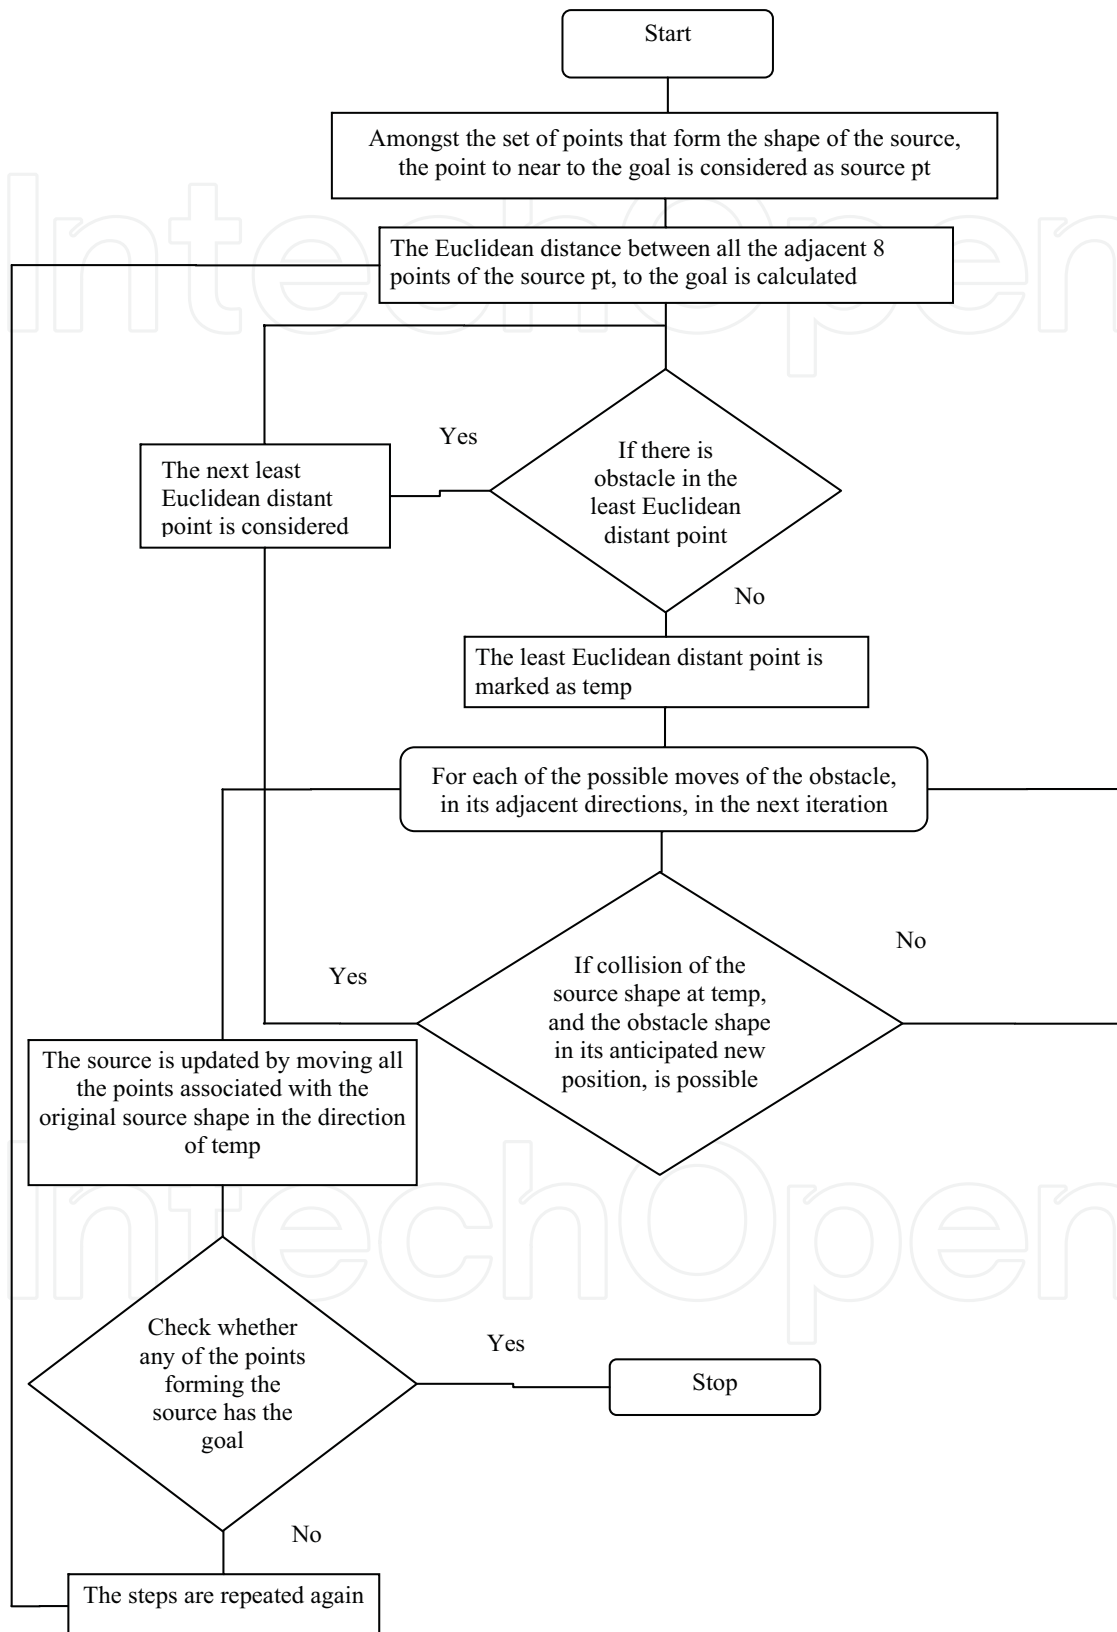 Start
Amongst the set of points that form the shape of the source,
the point to near to the goal is considered as source pt
The Euclidean distance between all the adjacent 8
points of the source pt, to the goal is calculated
Yes
If there is
obstacle in the
least Euclidean
distant point
The next least
Euclidean distant
point is considered
No
The least Euclidean distant point is
marked as temp
For each of the possible moves of the obstacle,
in its adjacent directions, in the next iteration
No
Yes
If collision of the
source shape at temp,
and the obstacle shape
in its anticipated new
position, is possible
The source is updated by moving all
the points associated with the
original source shape in the direction
of temp
Check whether
any of the points
forming the
source has the
goal
Yes
Stop
No
The steps are repeated again
IntechOpen
IntechOpen